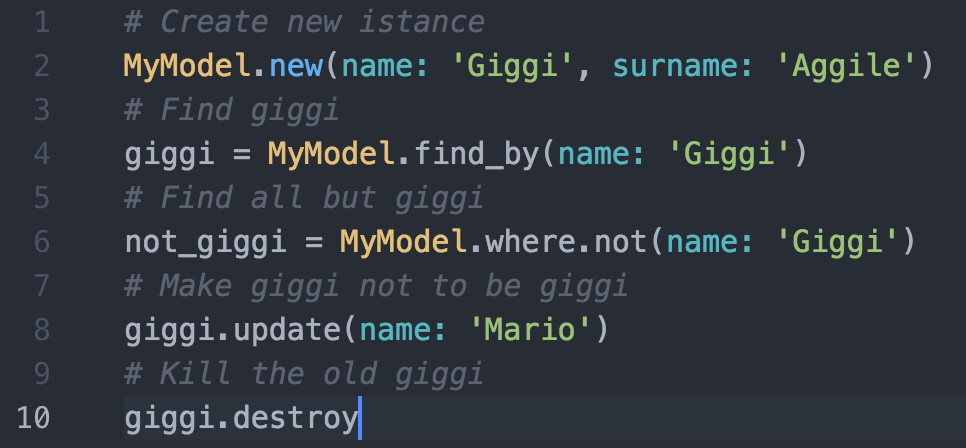 1 # Create new istance
2 MyModel.new(name: 'Giggi', surname: 'Aggile')
3 # Find giggi
4 giggi = MyModel.find_by(name: 'Giggi')
5 # Find all but giggi
6 not_giggi = MyModel.where.not(name: 'Giggi')
7 # Make giggi not to be giggi
8 giggi.update(name: 'Mario')
9 # Kill the old giggi
10 giggi.destroy